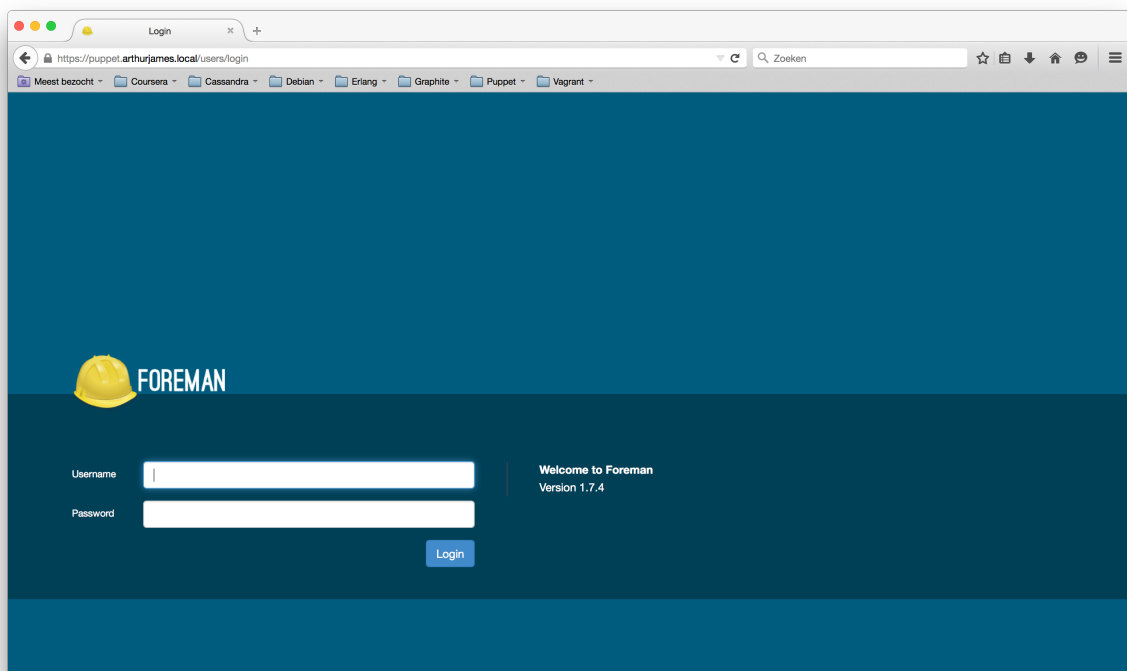 Login
https://puppet.arthurjames.local/users/login
Zoeken
Meest bezocht Coursera Cassandra Debian Erlang Graphite Puppet Vagrant
FOREMAN
Username
Password
Login
Welcome to Foreman
Version 1.7.4